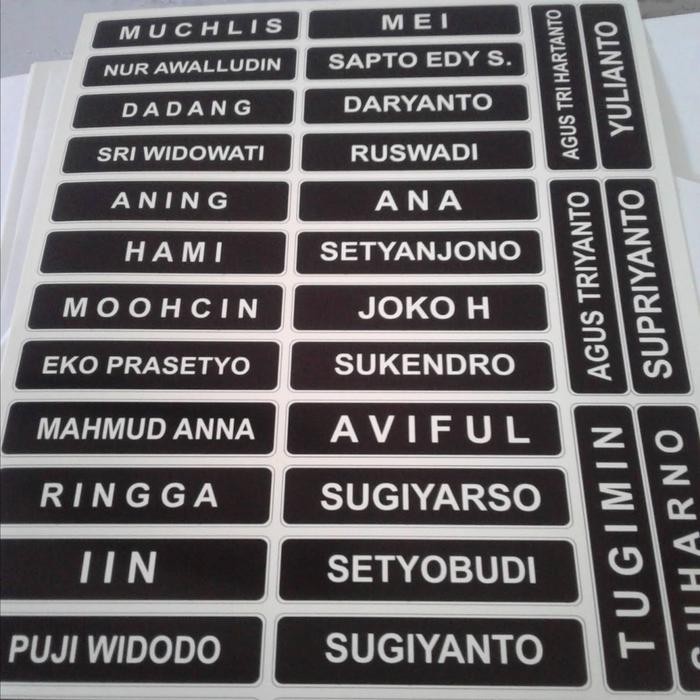 MUCHLIS
MEI
NUR AWALLUDIN
SAPTO EDY S.
DADANG
DARYANTO
SRI WIDOWATI
RUSWADI
ANING
ANA
HAMI
SETYANJONO
MOOHCIN
JOKO H
EKO PRASETYO
SUKENDRO
MAHMUD ANNA
AVIFUL
RINGGA
SUGIYARSO
IIN
SETYOBUDI
PUJI WIDODO
SUGIYANTO
AGUS TRI HARTANTO
YULIANTO
AGUS TRIYANTO
SUPRIYANTO
TUGIMIN
SUHARNO